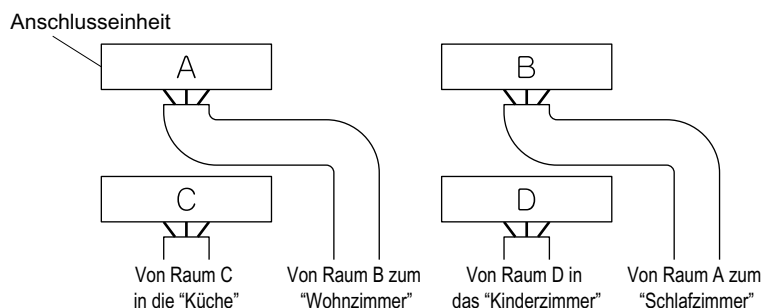 Anschlusseinheit
A
B
C
D
Von Raum C
in die “Küche”
Von Raum B zum
“Wohnzimmer”
Von Raum D in
das “Kinderzimmer”
Von Raum A zum
“Schlafzimmer”